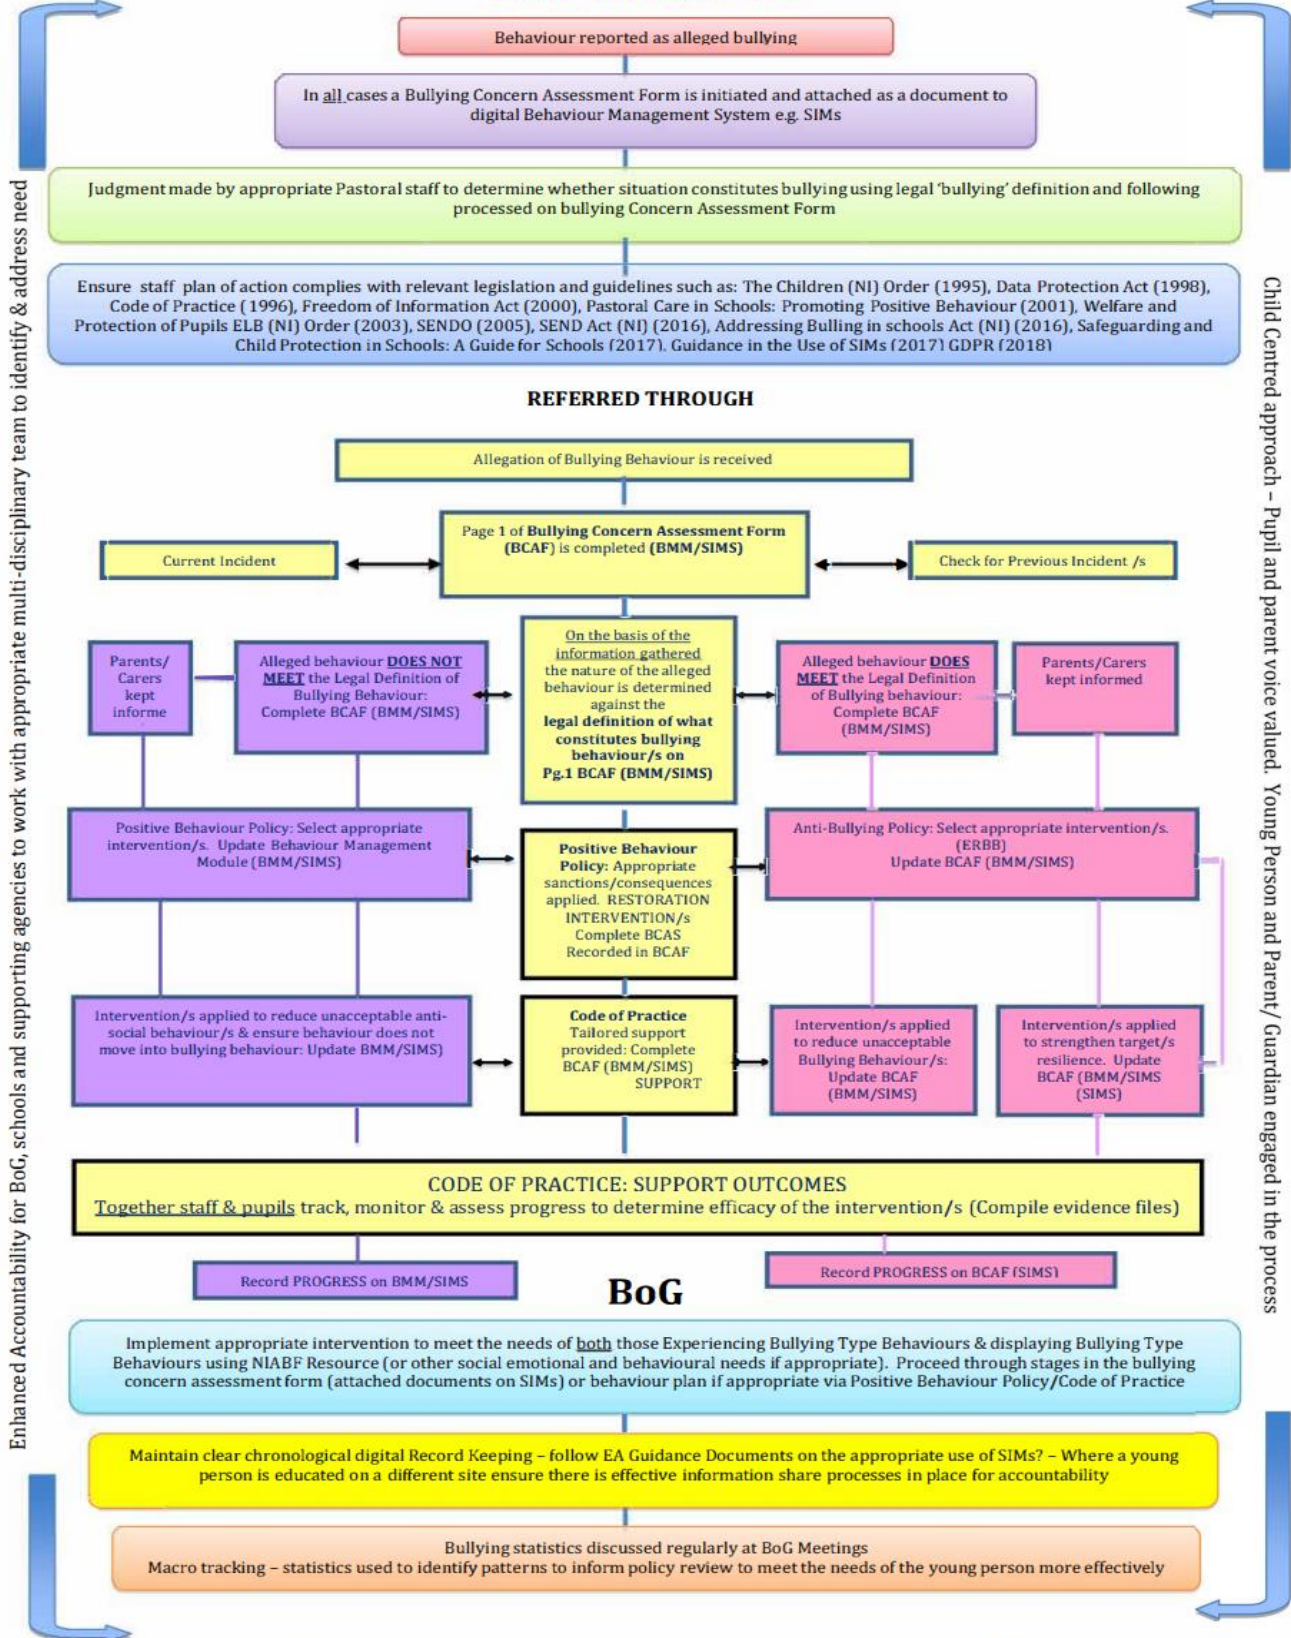 Behaviour reported as alleged bullying
In all cases a Bullying Concern Assessment Form is initiated and attached as a document to
digital Behaviour Management System e.g. SIMs
Judgment made by appropriate Pastoral staff to determine whether situation constitutes bullying using legal ‘bullying’ definition and following
processed on bullying Concern Assessment Form
Ensure staff plan of action complies with relevant legislation and guidelines such as: The Children (NI) Order (1995), Data Protection Act (1998),
Code of Practice (1996), Freedom of Information Act (2000), Pastoral Care in Schools: Promoting Positive Behaviour (2001), Welfare and
Protection of Pupils ELB (NI) Order (2003), SENDO (2005), SEND Act (NI) (2016), Addressing Bulling in schools Act (NI) (2016), Safeguarding and
Child Protection in Schools: A Guide for Schools (2017). Guidance in the Use of SIMs (2017) GDPR (2018)
Enhanced Accountability for BoG, schools and supporting agencies to work with appropriate multi-disciplinary team to identify & address need
Child Centred approach – Pupil and parent voice valued. Young Person and Parent/ Guardian engaged in the process
REFERRED THROUGH
Allegation of Bullying Behaviour is received
Page 1 of Bullying Concern Assessment Form
(BCAF) is completed (BMM/SIMS)
Current Incident
Check for Previous Incident /s
Parents/
Carers
kept
informe
Alleged behaviour DOES NOT
MEET the Legal Definition of
Bullying Behaviour:
Complete BCAF (BMM/SIMS)
On the basis of the
information gathered
the nature of the alleged
behaviour is determined
against the
legal definition of what
constitutes bullying
behaviour/s on
Pg.1 BCAF (BMM/SIMS)
Alleged behaviour DOES
MEET the Legal Definition
of Bullying behaviour:
Complete BCAF
(BMM/SIMS)
Parents/Carers
kept informed
Positive Behaviour Policy: Select appropriate
intervention/s. Update Behaviour Management
Module (BMM/SIMS)
Positive Behaviour
Policy: Appropriate
sanctions/consequences
applied. RESTORATION
INTERVENTION/s
Complete BCAS
Recorded in BCAF
Anti-Bullying Policy: Select appropriate intervention/s.
(ERBB)
Update BCAF (BMM/SIMS)
Intervention/s applied to reduce unacceptable anti-
social behaviour/s & ensure behaviour does not
move into bullying behaviour: Update BMM/SIMS)
Code of Practice
Tailored support
provided: Complete
BCAF (BMM/SIMS)
SUPPORT
Intervention/s applied
to reduce unacceptable
Bullying Behaviour/s:
Update BCAF
(BMM/SIMS)
Intervention/s applied
to strengthen target/s
resilience. Update
BCAF (BMM/SIMS
(SIMS)
CODE OF PRACTICE: SUPPORT OUTCOMES
Together staff & pupils track, monitor & assess progress to determine efficacy of the intervention/s (Compile evidence files)
Record PROGRESS on BMM/SIMS
Record PROGRESS on BCAF (SIMS)
BoG
Implement appropriate intervention to meet the needs of both those Experiencing Bullying Type Behaviours & displaying Bullying Type
Behaviours using NIABF Resource (or other social emotional and behavioural needs if appropriate). Proceed through stages in the bullying
concern assessment form (attached documents on SIMs) or behaviour plan if appropriate via Positive Behaviour Policy/Code of Practice
Maintain clear chronological digital Record Keeping – follow EA Guidance Documents on the appropriate use of SIMs? – Where a young
person is educated on a different site ensure there is effective information share processes in place for accountability
Bullying statistics discussed regularly at BoG Meetings
Macro tracking – statistics used to identify patterns to inform policy review to meet the needs of the young person more effectively